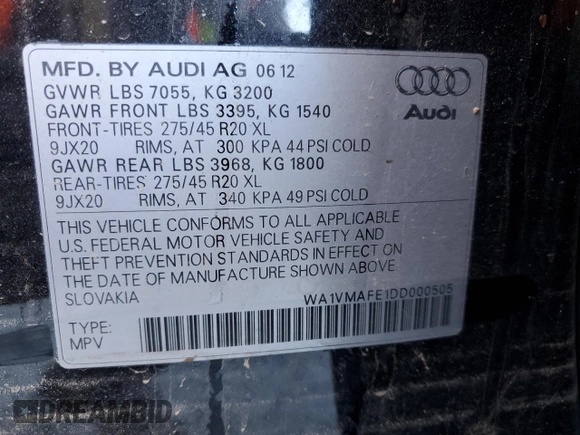 MFD. BY AUDI AG 06 12
GVWR LBS 7055, KG 3200
GAWR FRONT LBS 3395, KG 1540
FRONT-TIRES 275/45 R20 XL
9JX20 RIMS, AT 300 KPA 44 PSI COLD
GAWR REAR LBS 3968, KG 1800
REAR-TIRES 275/45 R20 XL
9JX20 RIMS, AT 340 KPA 49 PSI COLD
Audi
THIS VEHICLE CONFORMS TO ALL APPLICABLE
U.S. FEDERAL MOTOR VEHICLE SAFETY AND
THEFT PREVENTION STANDARDS IN EFFECT ON
THE DATE OF MANUFACTURE SHOWN ABOVE.
SLOVAKIA WA1VMAFE1DD000505
TYPE:
MPV
DREAMBID